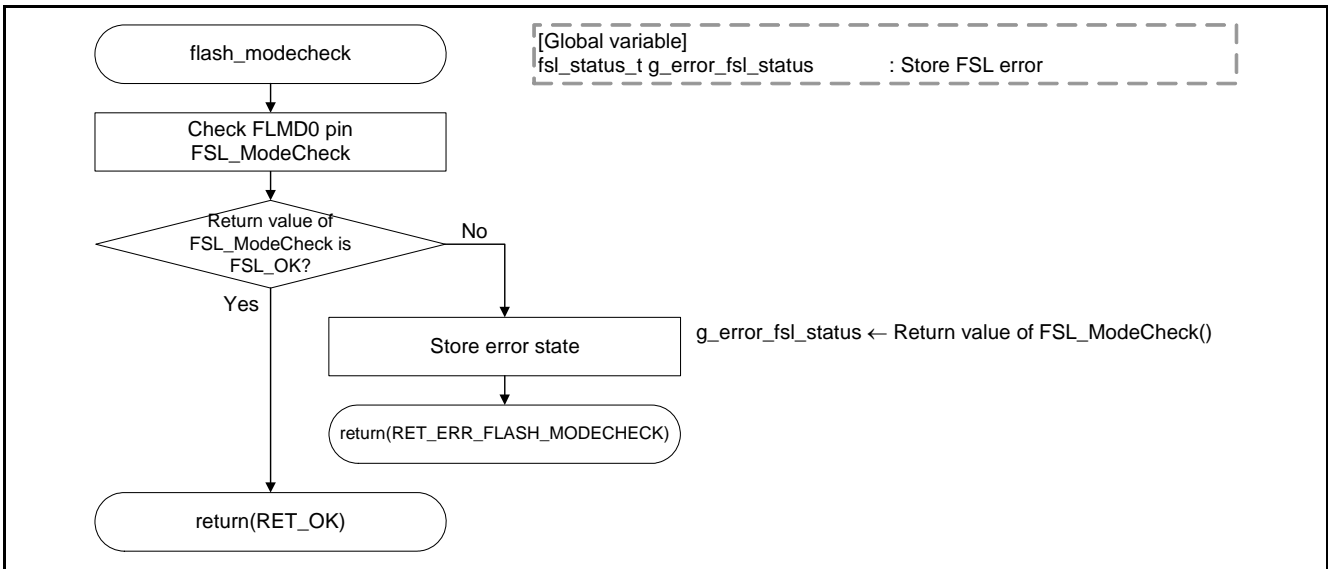 flash_modecheck
[Global variable]
fsl_status_t g_error_fsl_status : Store FSL error
Check FLMD0 pin
FSL_ModeCheck
Return value of
FSL_ModeCheck is
FSL_OK?
No
Yes
Store error state
g_error_fsl_status ← Return value of FSL_ModeCheck()
return(RET_ERR_FLASH_MODECHECK)
return(RET_OK)